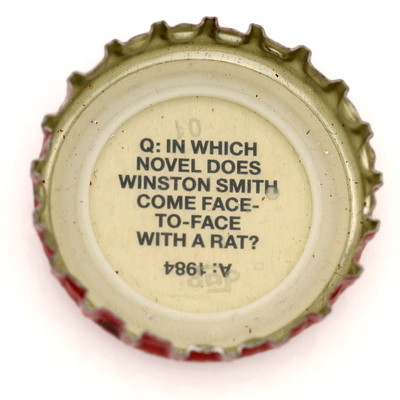 Q: IN WHICH
NOVEL DOES
WINSTON SMITH
COME FACE-
TO-FACE
WITH A RAT?
A: 1984